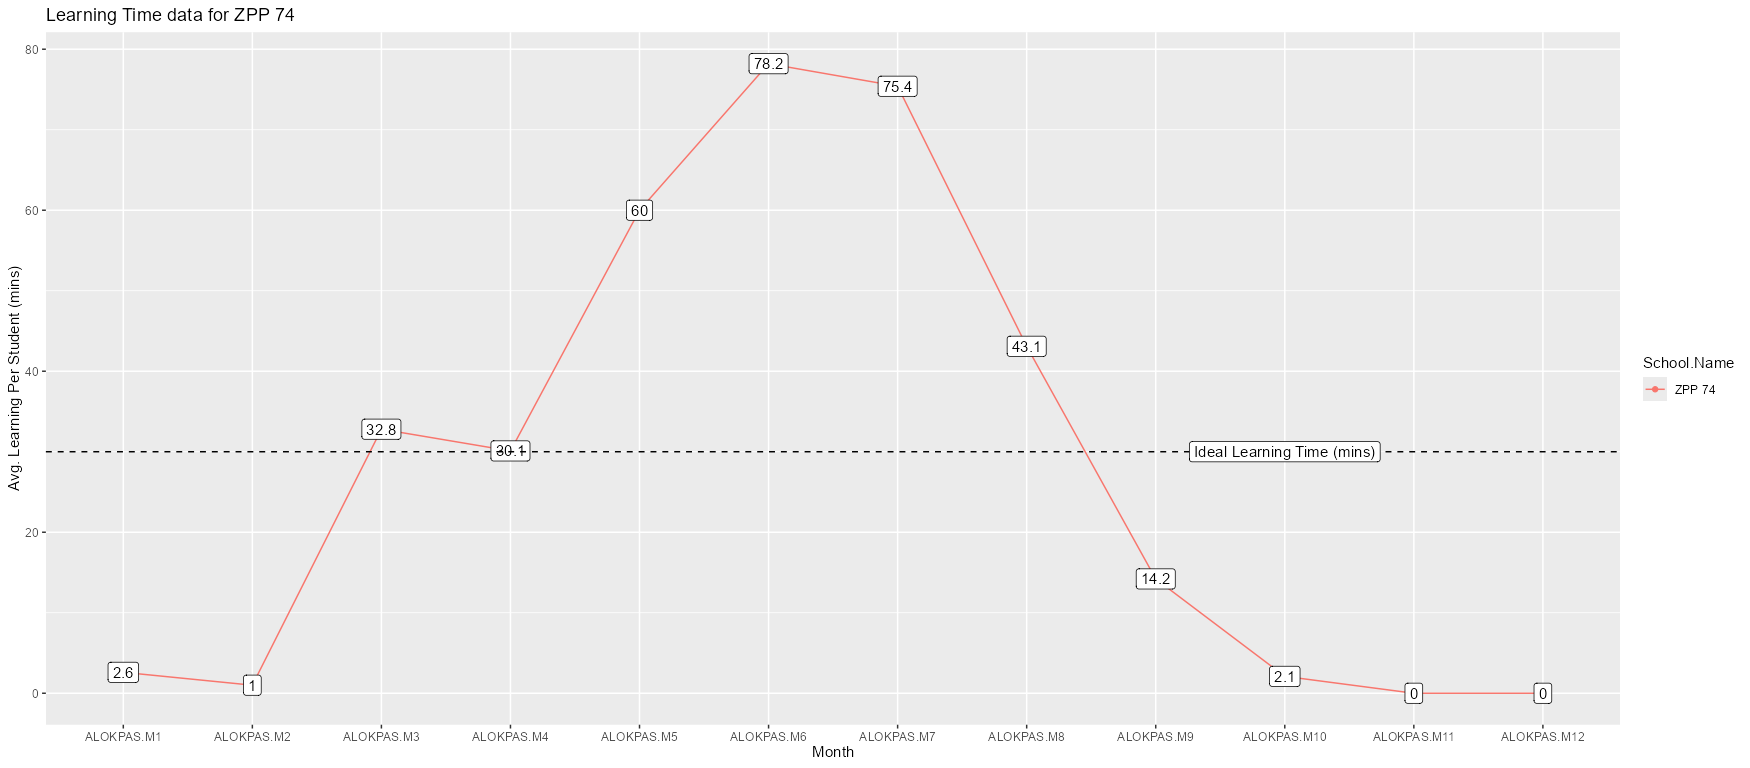 Learning Time data for ZPP 74
Avg. Learning Per Student (mins)
80
60
40
20
0
2.6
1
32.8
30.1
60
78.2
75.4
43.1
14.2
2.1
0
0
Ideal Learning Time (mins)
ALOKPAS.M1
ALOKPAS.M2
ALOKPAS.M3
ALOKPAS.M4
ALOKPAS.M5
ALOKPAS.M6
ALOKPAS.M7
ALOKPAS.M8
ALOKPAS.M9
ALOKPAS.M10
ALOKPAS.M11
ALOKPAS.M12
Month
School.Name
ZPP 74